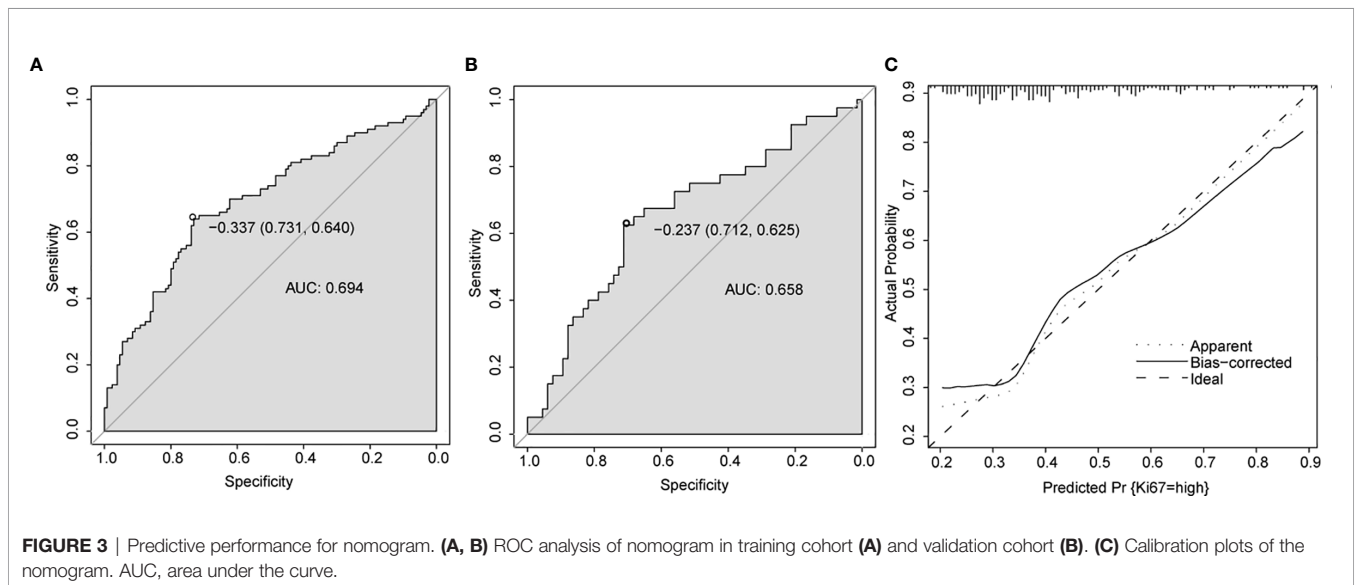 A
1.0
0.8
0.6
0.4
0.2
0.0
Sensitivity
−0.337 (0.731, 0.640)
AUC: 0.694
1.0 0.8 0.6 0.4 0.2 0.0
Specificity
B
1.0
0.8
0.6
0.4
0.2
0.0
Sensitivity
−0.237 (0.712, 0.625)
AUC: 0.658
1.0 0.8 0.6 0.4 0.2 0.0
Specificity
C
0.9
0.8
0.7
0.6
0.5
0.4
0.3
0.2
Actual Probability
Apparent
Bias−corrected
Ideal
0.2 0.3 0.4 0.5 0.6 0.7 0.8 0.9
Predicted Pr {Ki67=high}
FIGURE 3 | Predictive performance for nomogram. (A, B) ROC analysis of nomogram in training cohort (A) and validation cohort (B). (C) Calibration plots of the
nomogram. AUC, area under the curve.